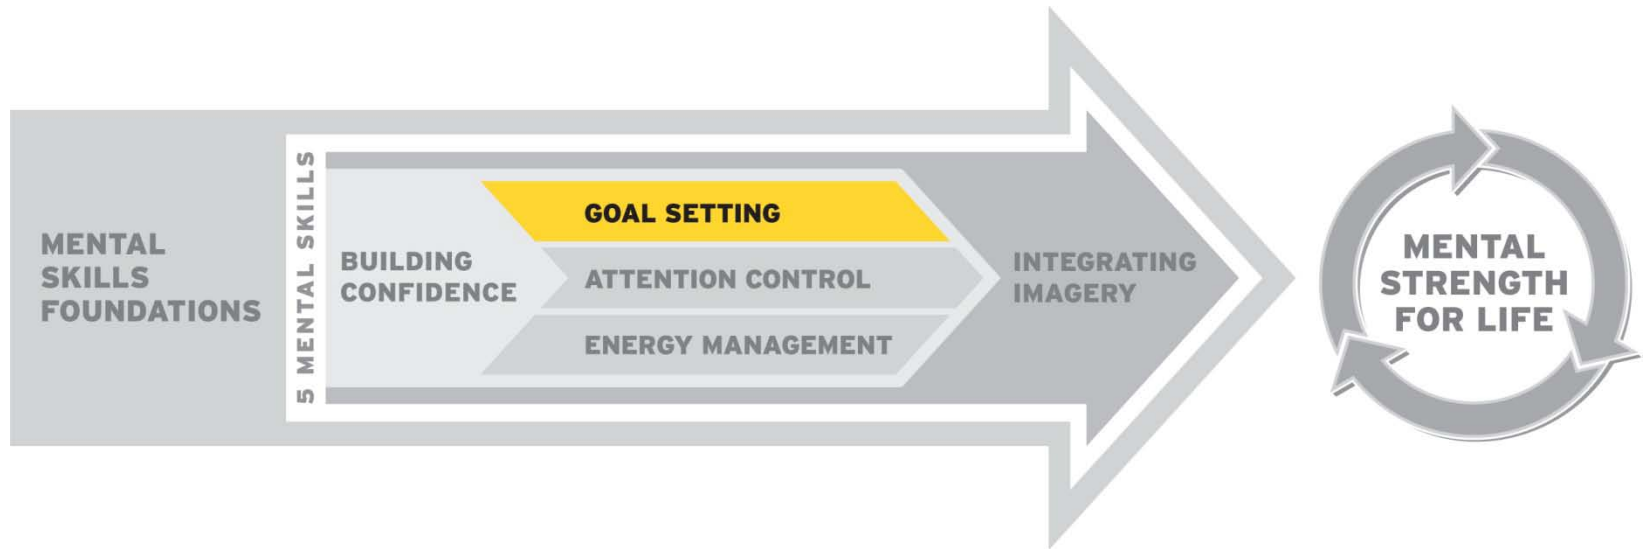 MENTAL
SKILLS
FOUNDATIONS
5 MENTAL SKILLS
BUILDING
CONFIDENCE
GOAL SETTING
ATTENTION CONTROL
ENERGY MANAGEMENT
INTEGRATING
IMAGERY
MENTAL
STRENGTH
FOR LIFE